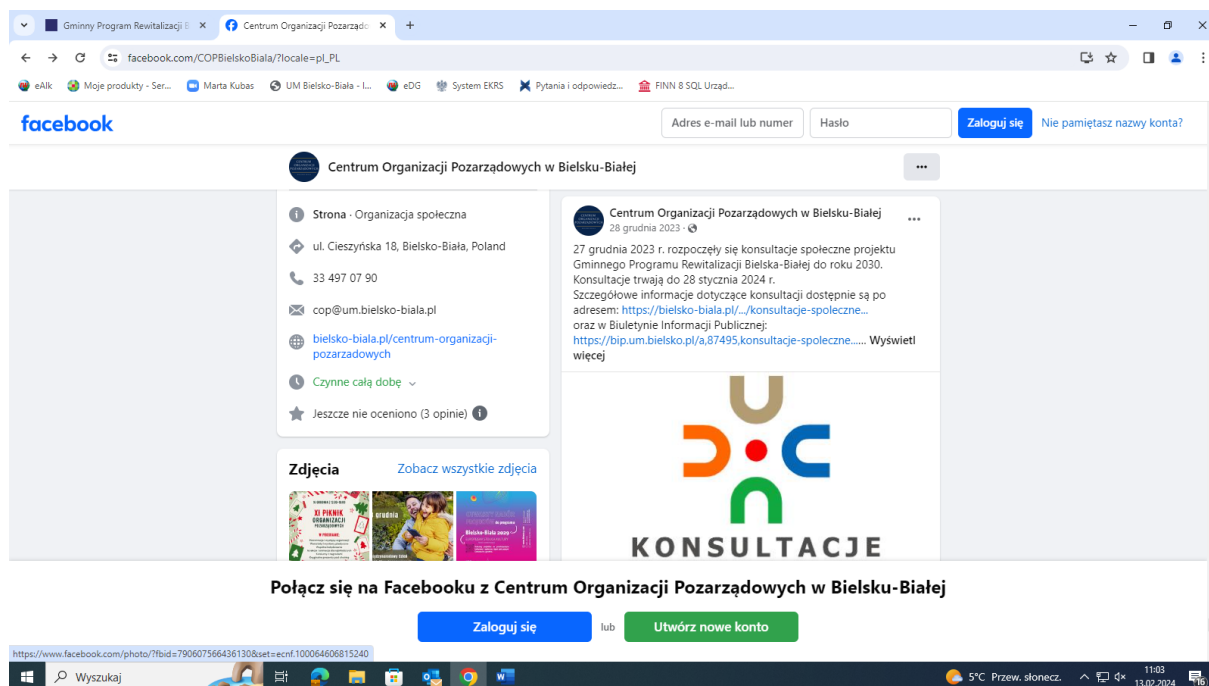 Gminny Program Rewitalizacji B
Centrum Organizacji Pozarządo
facebook.com/COPBielskoBiala/?locale=pl_PL
eAlk
Moje produkty - Ser...
Marta Kubas
UM Bielsko-Biała - I...
eDG
System EKRS
Pytania i odpowiedz...
FINN 8 SQL Urząd...
facebook
Adres e-mail lub numer
Hasło
Zaloguj się
Nie pamiętasz nazwy konta?
Centrum Organizacji Pozarządowych w Bielsku-Białej
Strona · Organizacja społeczna
ul. Cieszyńska 18, Bielsko-Biała, Poland
33 497 07 90
cop@um.bielsko-biala.pl
bielsko-biala.pl/centrum-organizacji-
pozarzadowych
Czynne całą dobę
Jeszcze nie oceniono (3 opinie)
Zdjęcia
Zobacz wszystkie zdjęcia
XI PIKNIK
ORGANIZACJI
POZARZĄDOWYCH
W PROGRAMIE:
grudnia
Bielsko-Biała 2029
Centrum Organizacji Pozarządowych w Bielsku-Białej
28 grudnia 2023 ·
27 grudnia 2023 r. rozpoczęły się konsultacje społeczne projektu
Gminnego Programu Rewitalizacji Bielska-Białej do roku 2030.
Konsultacje trwają do 28 stycznia 2024 r.
Szczegółowe informacje dotyczące konsultacji dostępnie są po
adresem: https://bielsko-biala.pl/.../konsultacje-spoleczne...
oraz w Biuletynie Informacji Publicznej:
https://bip.um.bielsko.pl/a,87495,konsultacje-spoleczne...... Wyświetl
więcej
KONSULTACJE
Połącz się na Facebooku z Centrum Organizacji Pozarządowych w Bielsku-Białej
Zaloguj się
lub
Utwórz nowe konto
https://www.facebook.com/photo/?fbid=790607566436130&set=ecnf.100064606815240
Wyszukaj
5°C Przew. słonecz.
11:03
13.02.2024
16